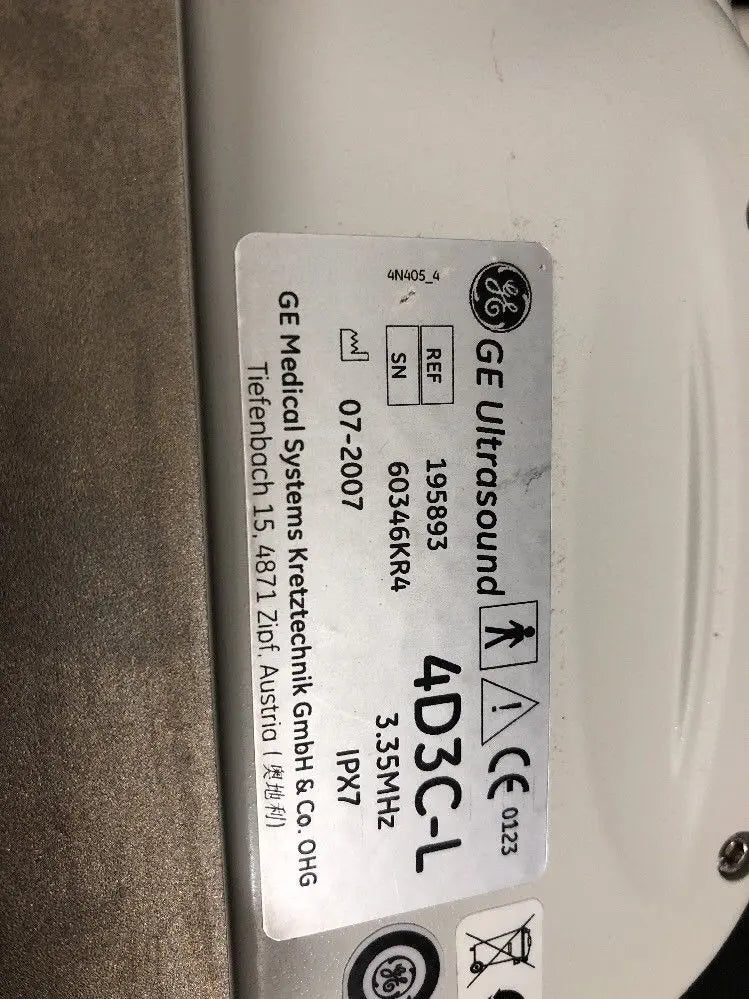 GE Ultrasound
CE 0123
4N405_4
REF 195893 4D3C-L
SN 60346KR4 3.35MHz
07-2007 IPX7
GE Medical Systems Kretztechnik GmbH & Co. OHG
Tiefenbach 15, 4871 Zipf, Austria ( 奥地利)
GE